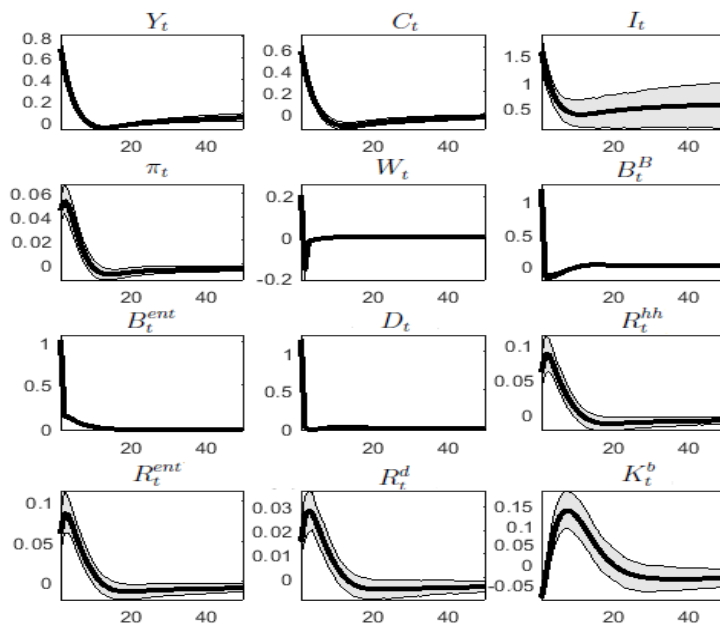 $Y_t$ $C_t$ $I_t$
0.8 0.6 0.4 0.2 0 20 40
0.6 0.4 0.2 0 20 40
1.5 1 0.5 20 40
$\pi_t$ $W_t$ $B_t^B$
0.06 0.04 0.02 0 20 40
0.2 0 -0.2 20 40
1 0.5 0 20 40
$B_t^{ent}$ $D_t$ $R_t^{hh}$
1 0.5 0 20 40
1 0.5 0 20 40
0.1 0.05 0 20 40
$R_t^{ent}$ $R_t^d$ $K_t^b$
0.1 0.05 0 20 40
0.03 0.02 0.01 0 20 40
0.15 0.1 0.05 0 -0.05 20 40